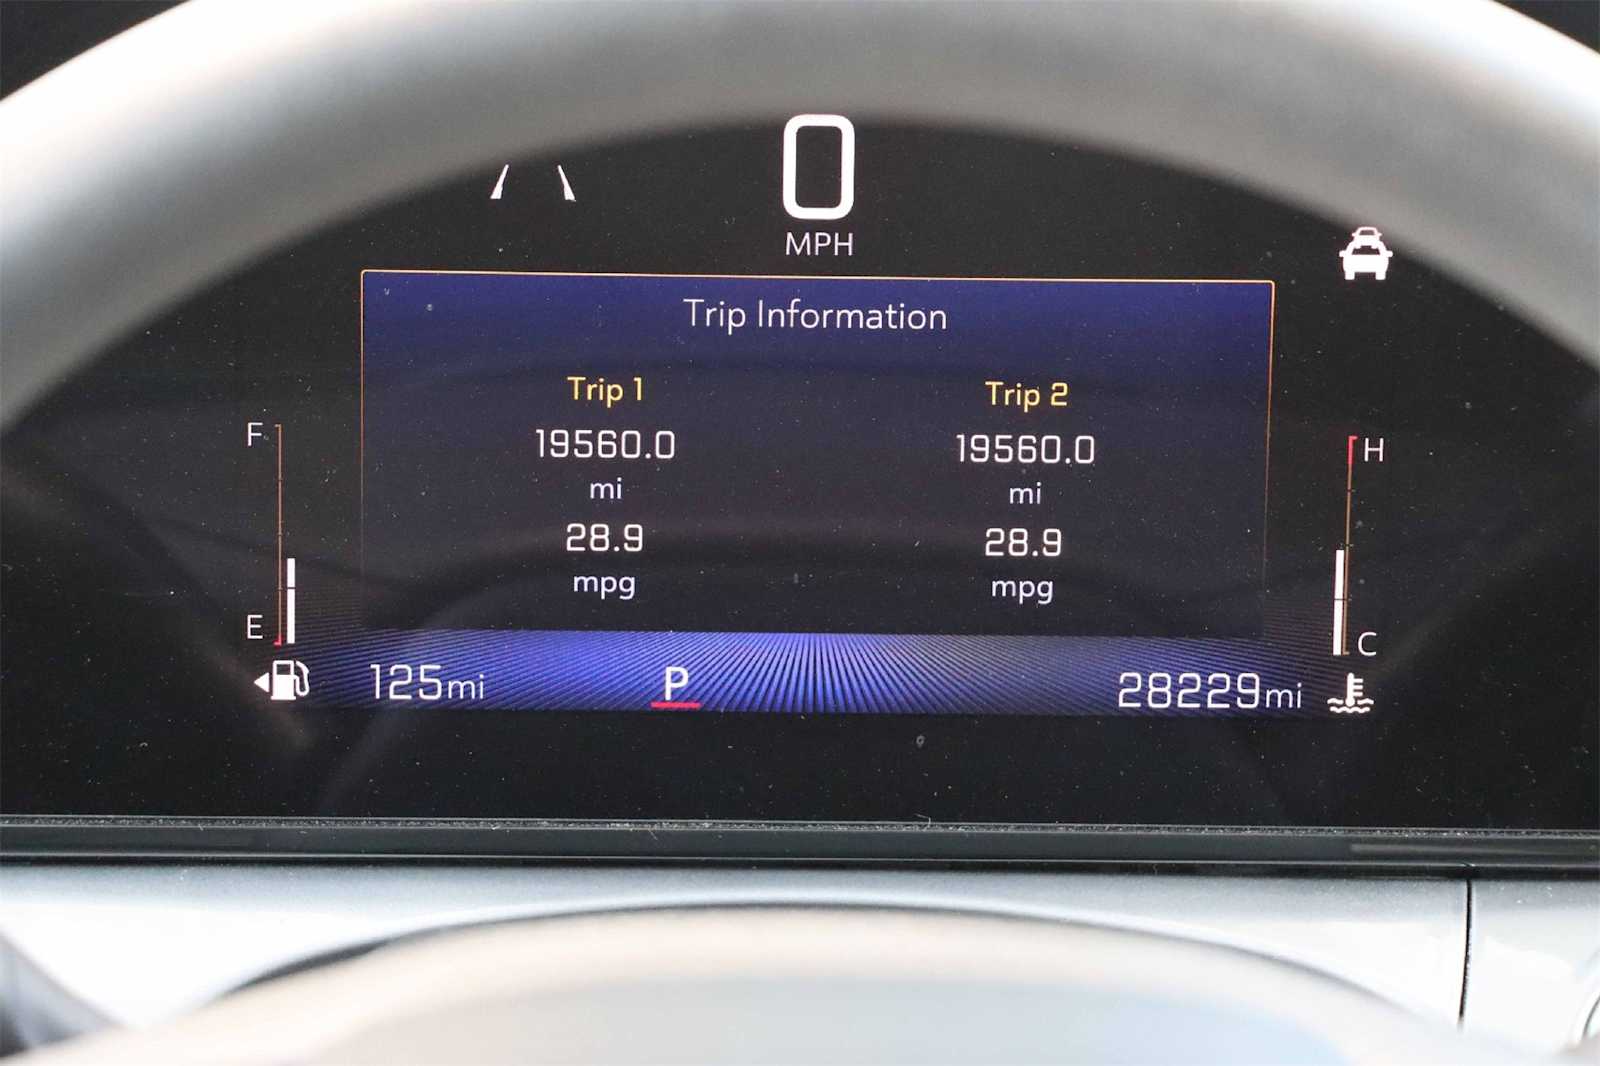 0
MPH
Trip Information
Trip 1
Trip 2
19560.0
19560.0
mi
mi
28.9
28.9
mpg
mpg
F
E
H
C
125mi
P
28229mi